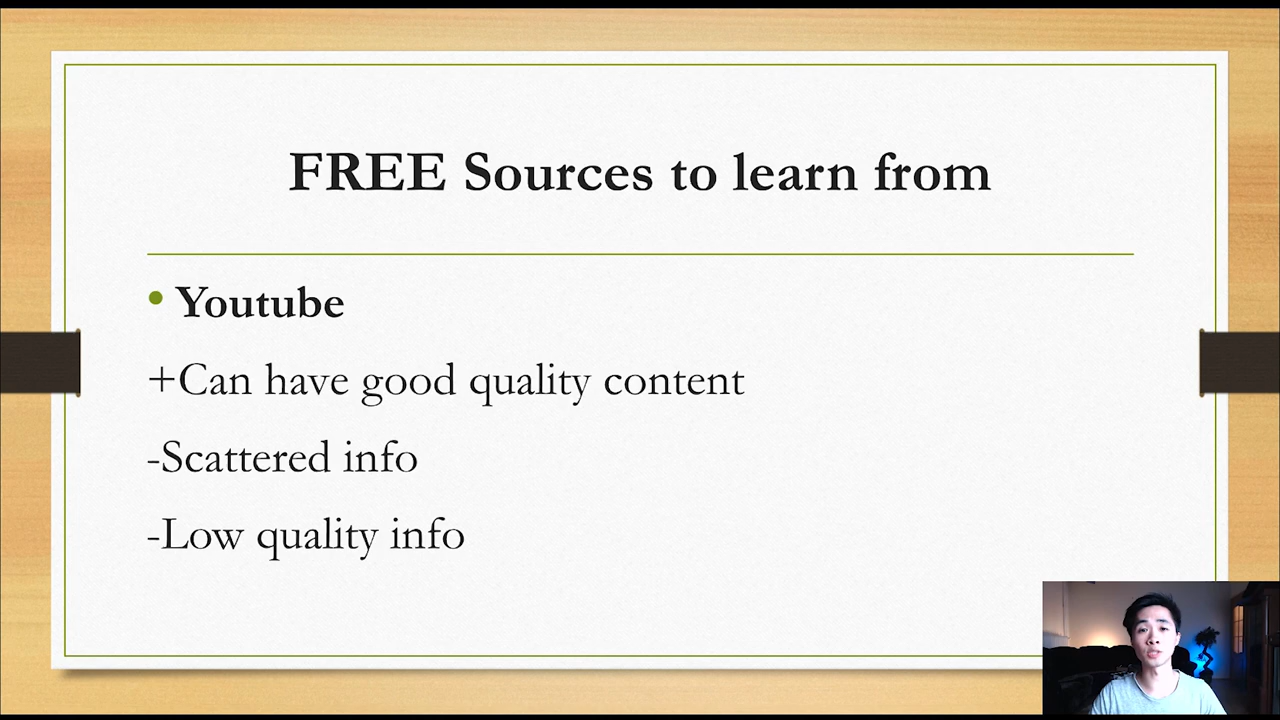 FREE Sources to learn from
• Youtube
+Can have good quality content
-Scattered info
-Low quality info